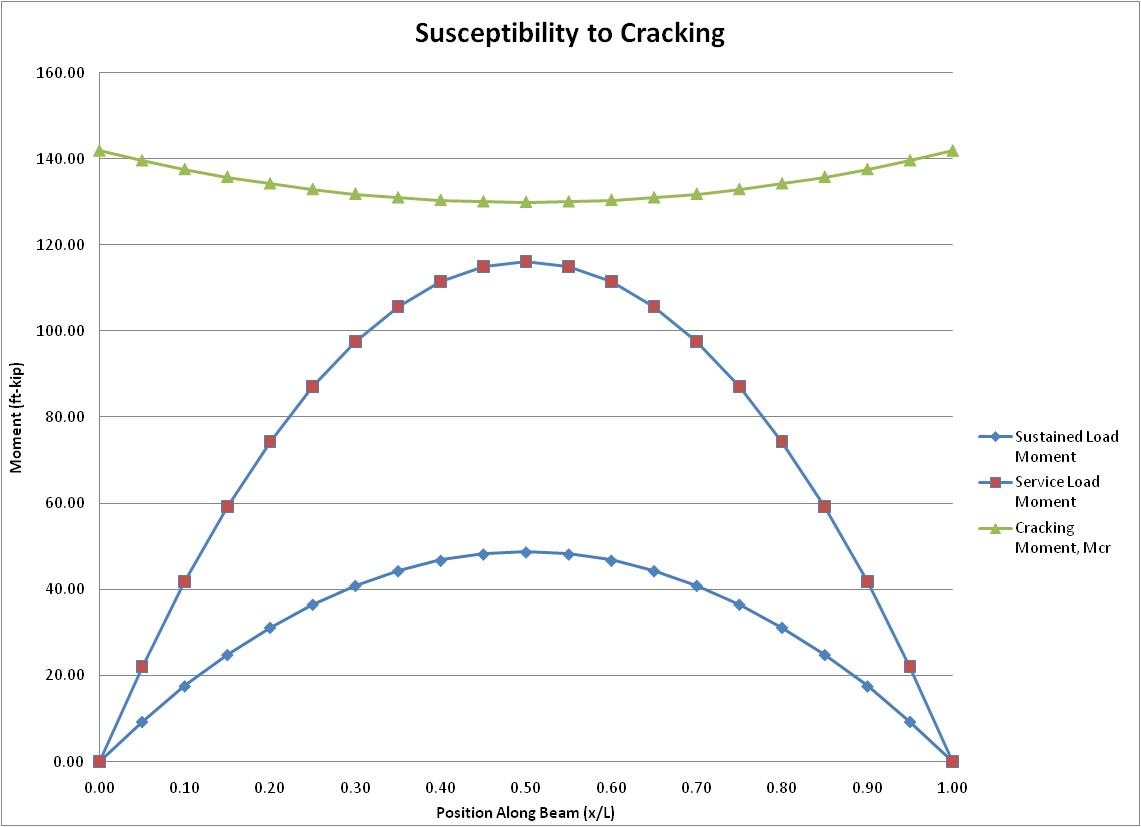 Susceptibility to Cracking
160.00
140.00
120.00
100.00
80.00
60.00
40.00
20.00
0.00
Moment (ft-kip)
0.00 0.10 0.20 0.30 0.40 0.50 0.60 0.70 0.80 0.90 1.00
Position Along Beam (x/L)
Sustained Load
Moment
Service Load
Moment
Cracking
Moment, Mcr